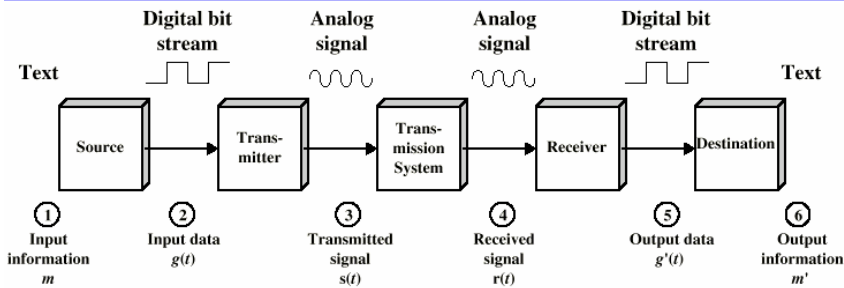 Digital bit
stream
Analog
signal
Analog
signal
Digital bit
stream
Text
Text
Source
Trans-
mitter
Trans-
mission
System
Receiver
Destination
1
Input
information
m
2
Input data
g(t)
3
Transmitted
signal
s(t)
4
Received
signal
r(t)
5
Output data
g'(t)
6
Output
information
m'